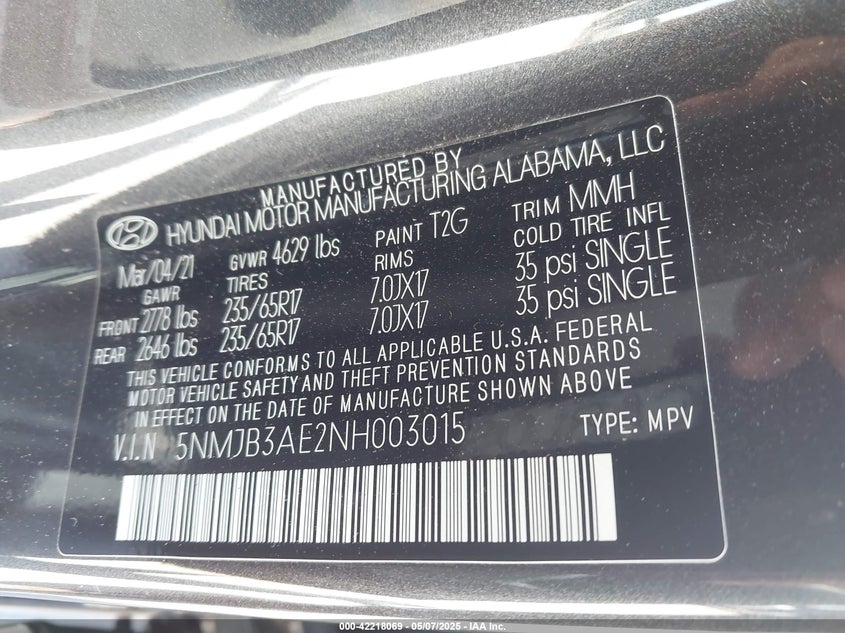 MANUFACTURED BY
HYUNDAI MOTOR MANUFACTURING ALABAMA, LLC
Mar/04/21 GVWR 4629 lbs PAINT T2G TRIM MMH
GAWR TIRES RIMS COLD TIRE INFL
FRONT 2778 lbs 235/65R17 7.0JX17 35 psi SINGLE
REAR 2646 lbs 235/65R17 7.0JX17 35 psi SINGLE
THIS VEHICLE CONFORMS TO ALL APPLICABLE U.S.A. FEDERAL
MOTOR VEHICLE SAFETY AND THEFT PREVENTION STANDARDS
IN EFFECT ON THE DATE OF MANUFACTURE SHOWN ABOVE
V.I.N 5NMJB3AE2NH003015 TYPE: MPV
000-42218069 - 05/07/2025 - IAA Inc.